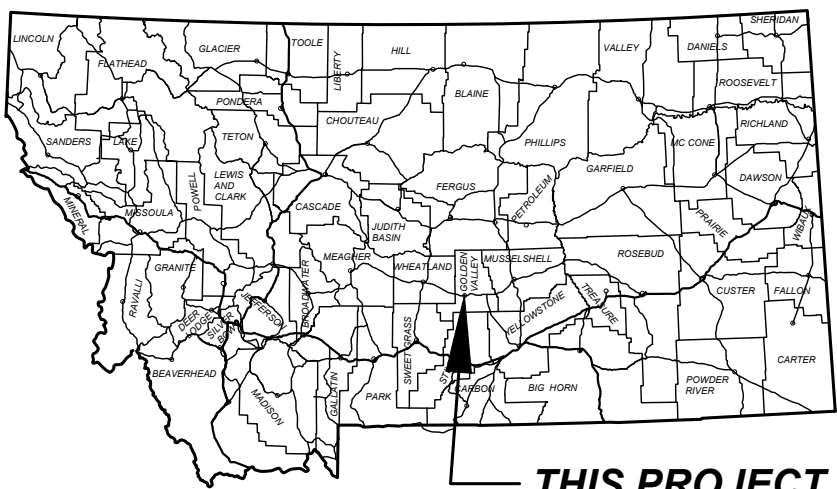 SHERIDAN
LINCOLN
GLACIER
TOOLE
LIBERTY
HILL
VALLEY
DANIELS
FLATHEAD
BLAINE
ROOSEVELT
PONDERA
CHOUTEAU
RICHLAND
SANDERS
LAKE
TETON
PHILLIPS
GARFIELD
MC CONE
LEWIS
AND
CLARK
POWELL
FERGUS
PETROLEUM
DAWSON
MINERAL
MISSOULA
CASCADE
JUDITH
BASIN
PRAIRIE
WIBAUX
RAVALLI
GRANITE
BROADWATER
MEAGHER
WHEATLAND
GOLDEN
VALLEY
MUSSELSHELL
ROSEBUD
DEER
LODGE
SILVER
BOW
JEFFERSON
YELLOWSTONE
TREASURE
CUSTER
FALLON
BEAVERHEAD
MADISON
GALLATIN
PARK
SWEET GRASS
CARBON
BIG HORN
POWDER
RIVER
CARTER
THIS PROJECT